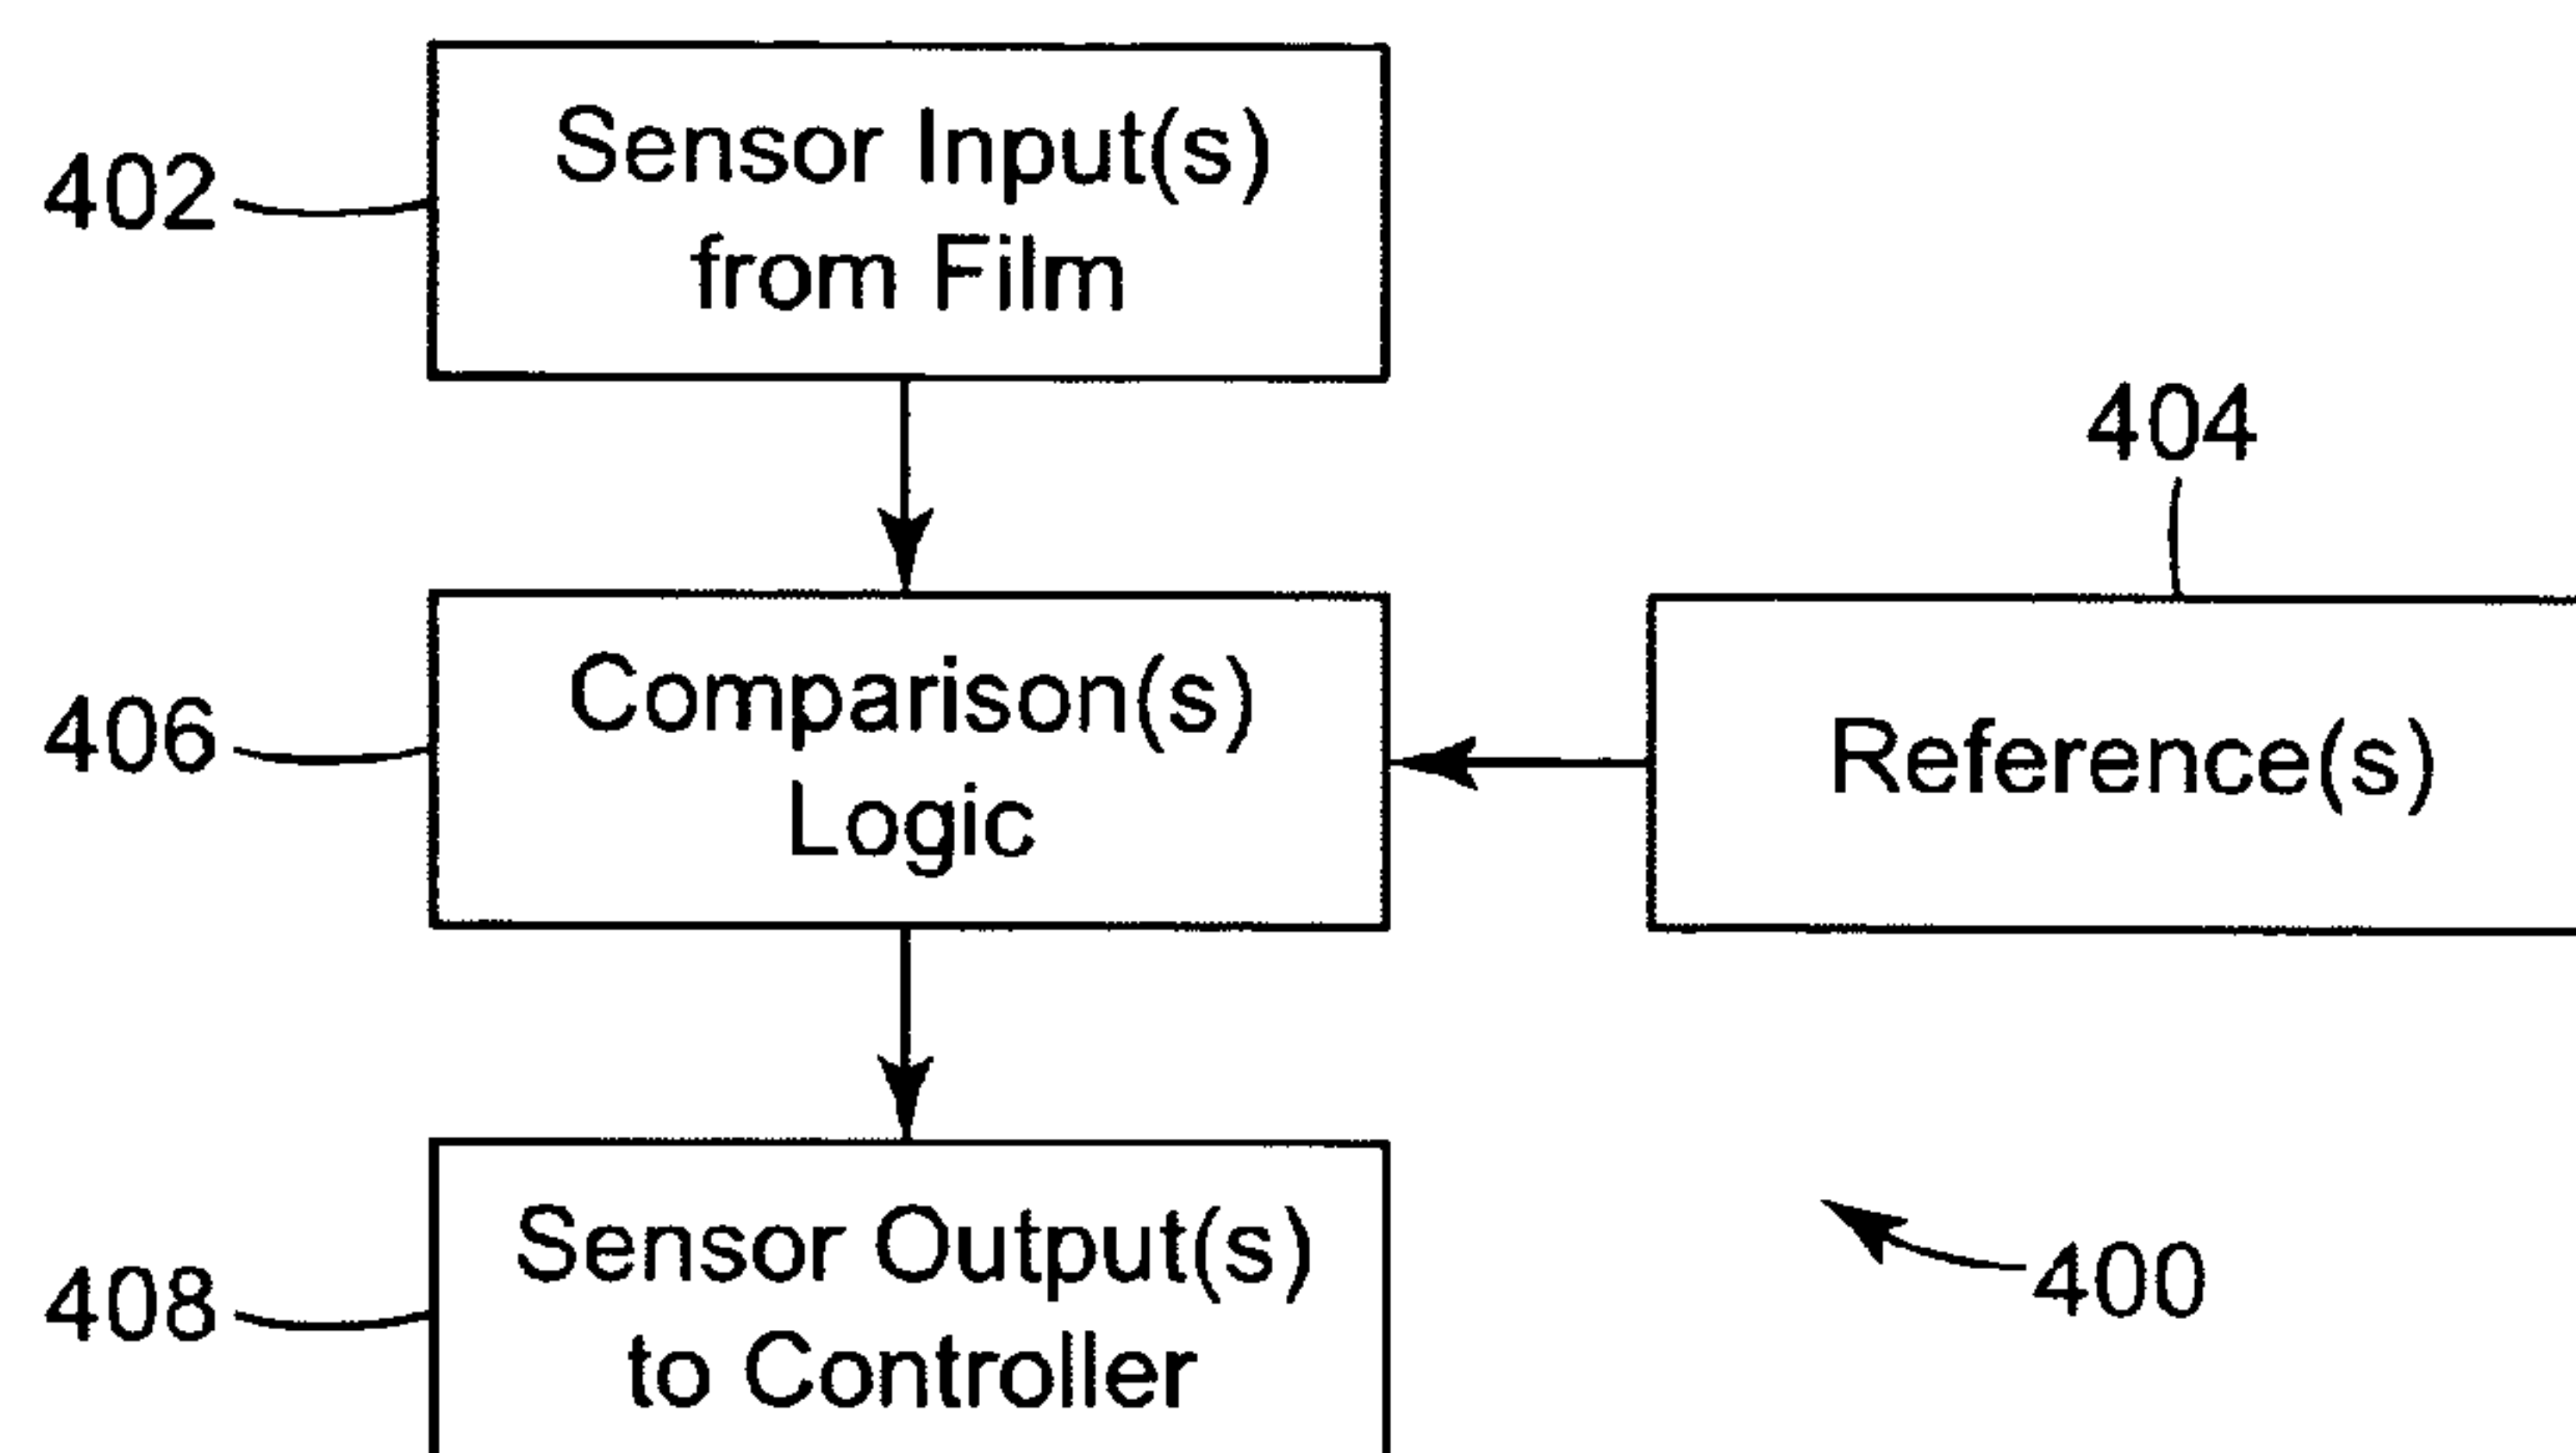 402
Sensor Input(s)
from Film
404
406
Comparison(s)
Logic
Reference(s)
408
Sensor Output(s)
to Controller
400